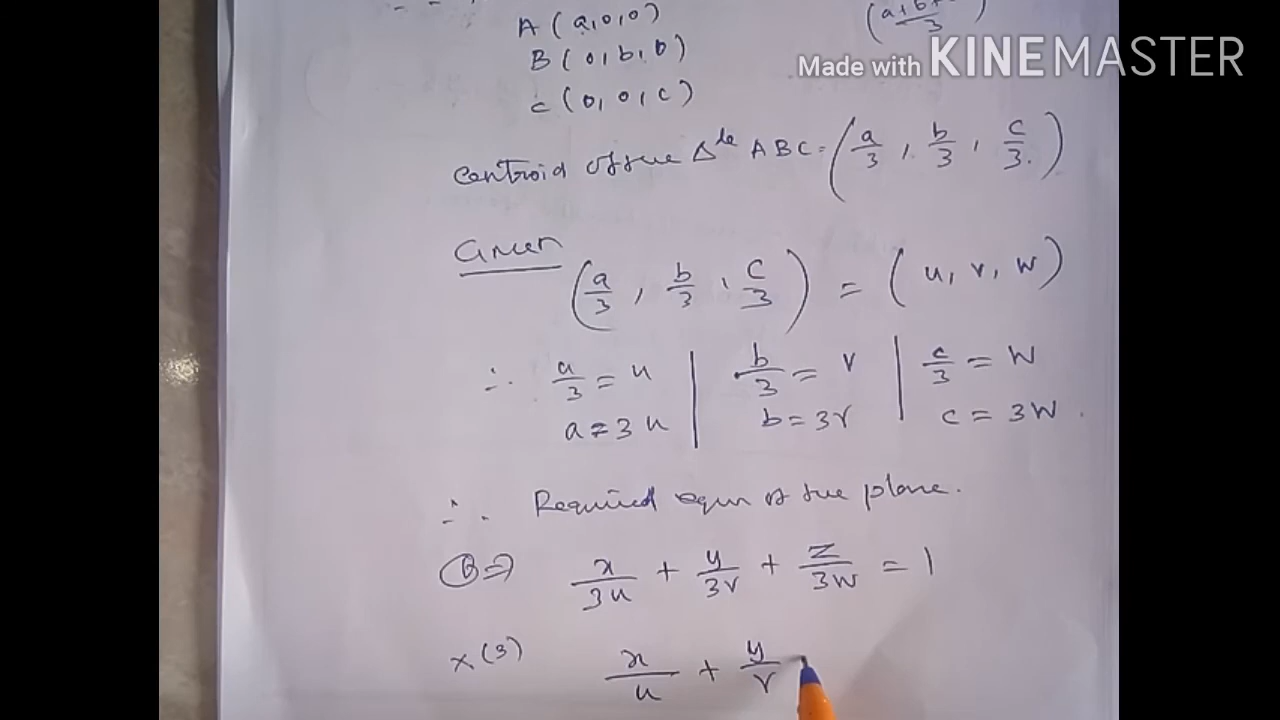 A (a,0,0)
B (0,b,0)
Made with KINEMASTER
C (0,0,c)
Centroid of the Δle ABC = (a/3, b/3, c/3.)
Given
(a/3, b/3, c/3) = (u, v, w)
∴ a/3 = u | b/3 = v | c/3 = w
a = 3u | b = 3v | c = 3w .
∴ Required equn of the plane.
⇒ x/3u + y/3v + z/3w = 1
x (3) x/u + y/v